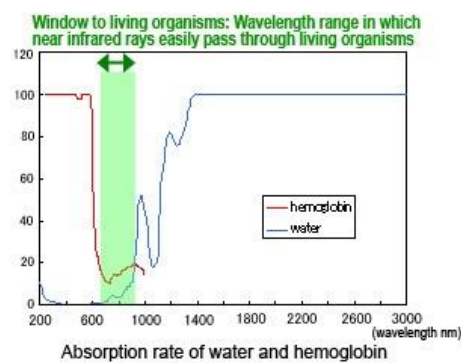 Window to living organisms: Wavelength range in which
near infrared rays easily pass through living organisms
120
100
80
60
40
20
0
hemoglobin
water
200 600 1000 1400 1800 2200 2600 3000
(wavelength nm)
Absorption rate of water and hemoglobin